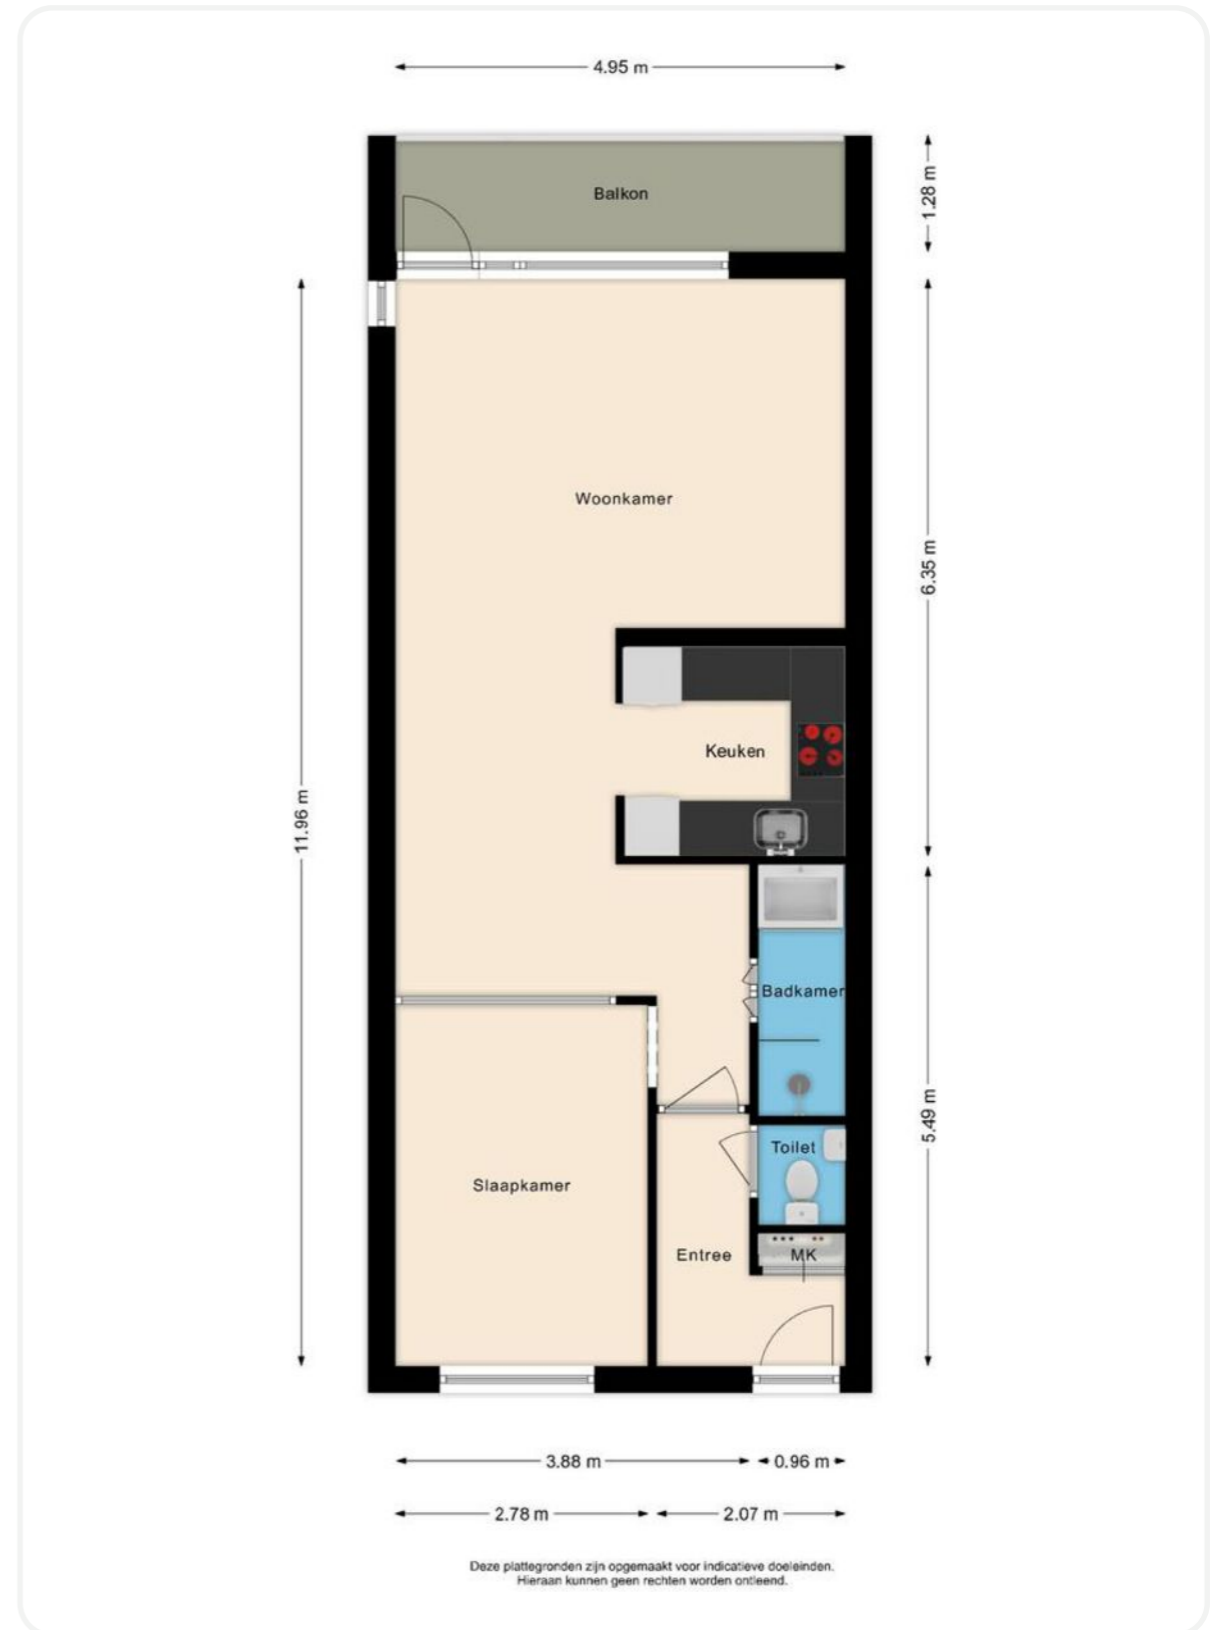 4.95 m
Balkon
1.28 m
Woonkamer
6.35 m
Keuken
11.96 m
Badkamer
5.49 m
Toilet
Slaapkamer
Entree
MK
3.88 m
0.96 m
2.78 m
2.07 m
Deze plattegronden zijn opgemaakt voor indicatieve doeleinden.
Hieraan kunnen geen rechten worden ontleend.